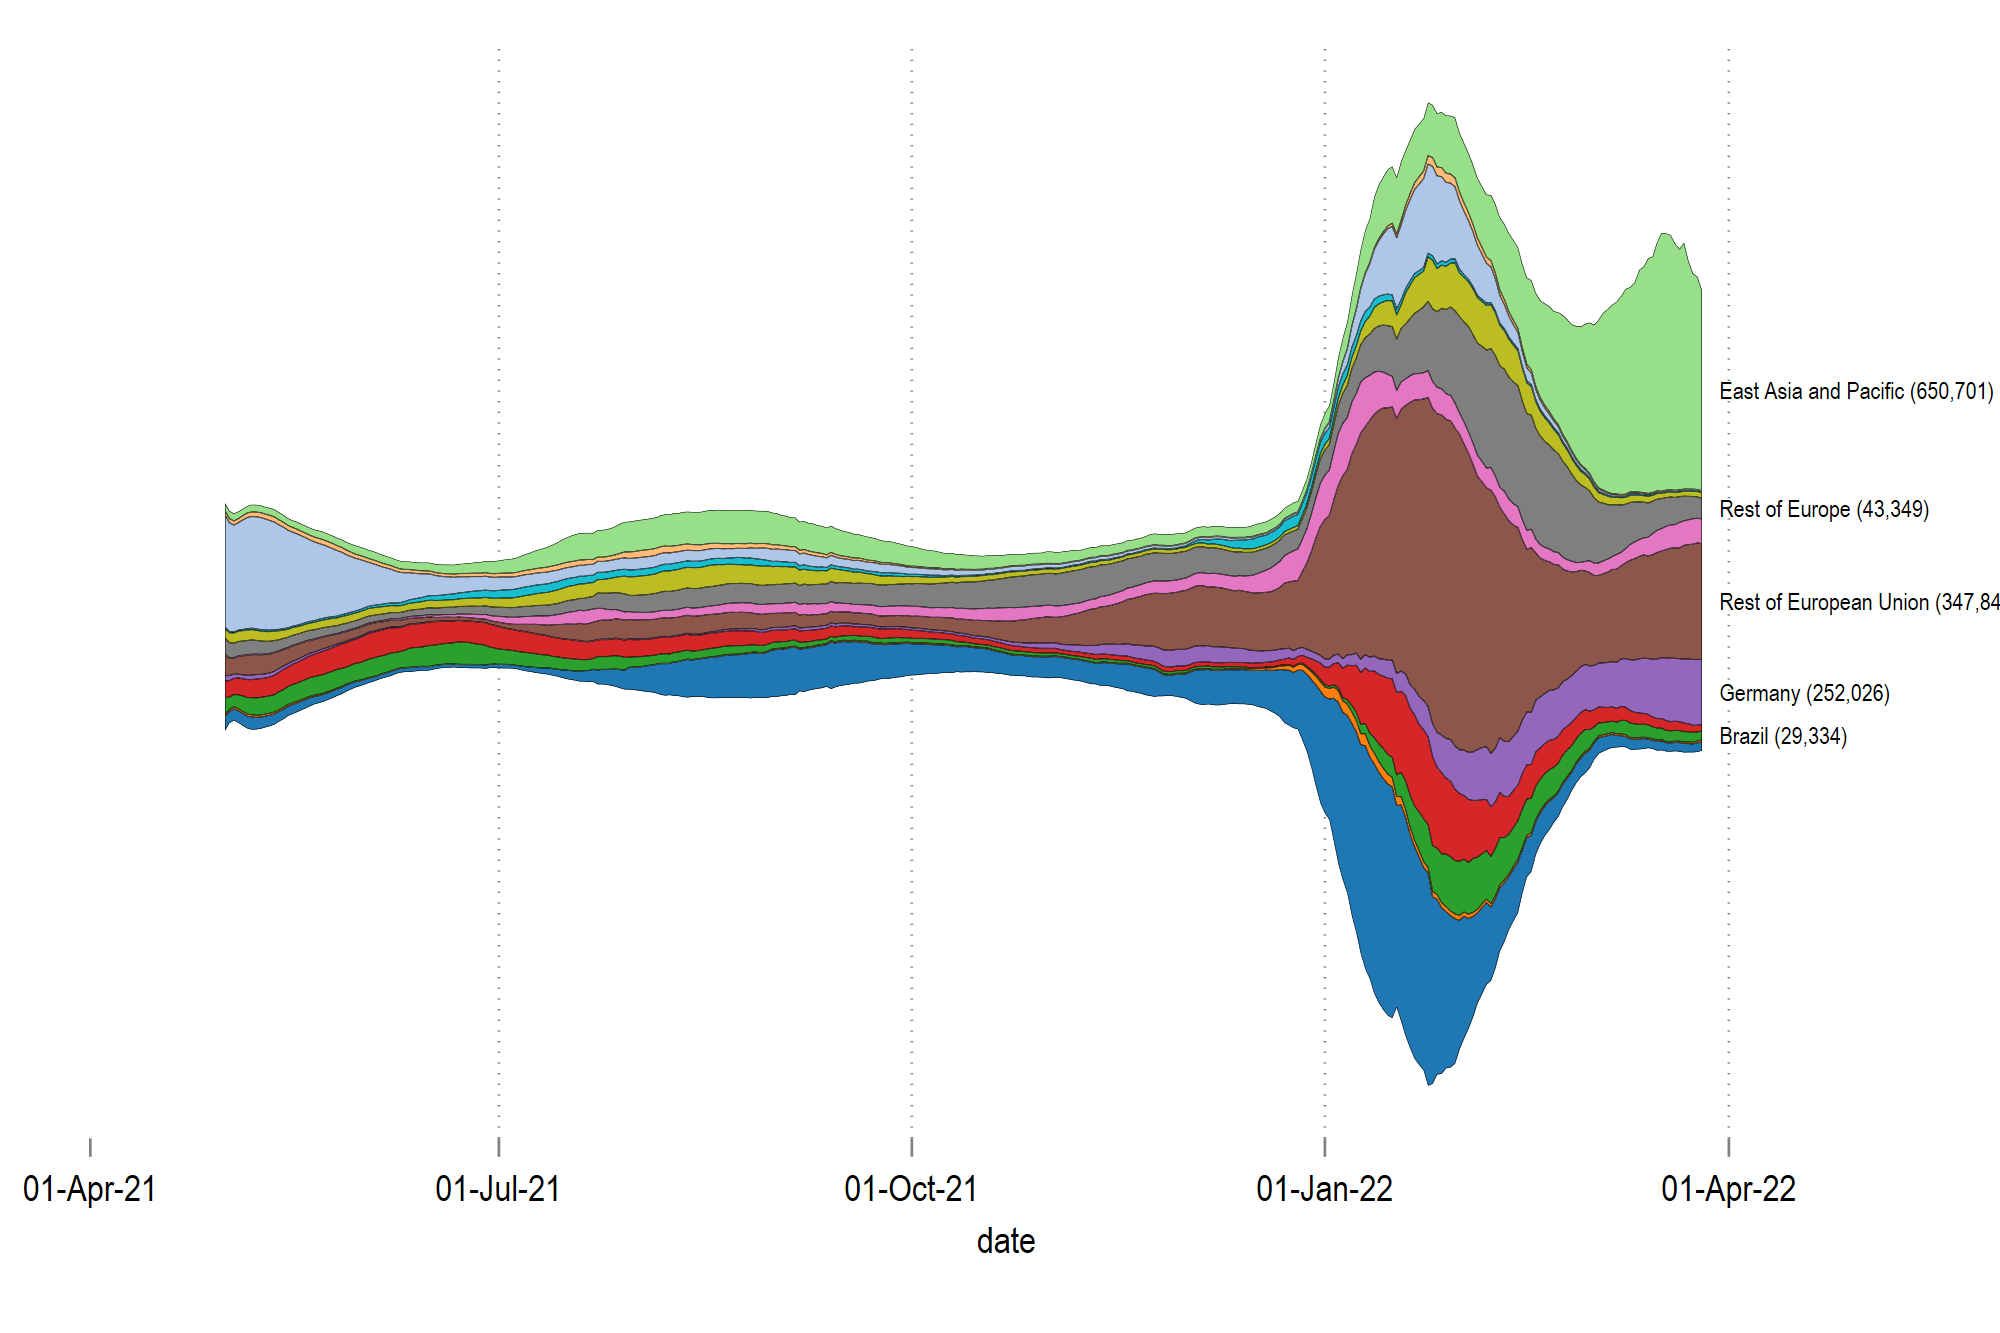 East Asia and Pacific (650,701)
Rest of Europe (43,349)
Rest of European Union (347,84
Germany (252,026)
Brazil (29,334)
01-Apr-21
01-Jul-21
01-Oct-21
01-Jan-22
01-Apr-22
date